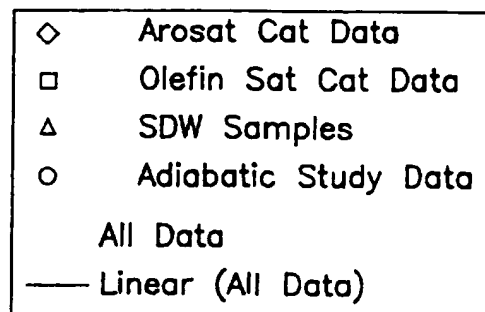 Arosat Cat Data
Olefin Sat Cat Data
SDW Samples
Adiabatic Study Data
All Data
Linear (All Data)